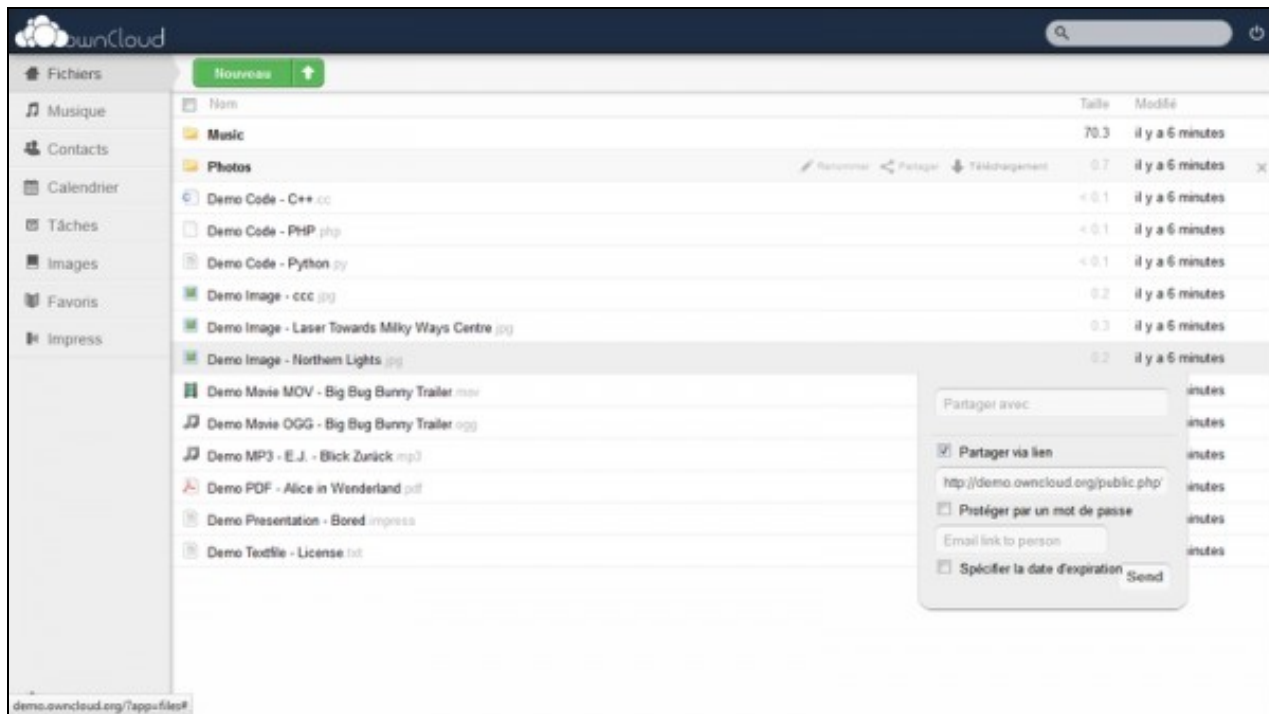 ownCloud
Fichiers
Musique
Contacts
Calendrier
Tâches
Images
Favoris
Impress
Nouveau
Nom Taille Modifié
Music 70.3 il y a 6 minutes
Photos Renommer Partager Téléchargement 0.7 il y a 6 minutes
Demo Code - C++.cc < 0.1 il y a 6 minutes
Demo Code - PHP.php < 0.1 il y a 6 minutes
Demo Code - Python.py < 0.1 il y a 6 minutes
Demo Image - ccc.jpg 0.2 il y a 6 minutes
Demo Image - Laser Towards Milky Ways Centre.jpg 0.3 il y a 6 minutes
Demo Image - Northern Lights.jpg 0.2 il y a 6 minutes
Demo Movie MOV - Big Bug Bunny Trailer.mov inutes
Demo Movie OGG - Big Bug Bunny Trailer.ogg inutes
Demo MP3 - E.J. - Blick Zurück.mp3 inutes
Demo PDF - Alice in Wonderland.pdf inutes
Demo Presentation - Bored.impress inutes
Demo Textfile - License.txt inutes
Partager avec
Partager via lien
http://demo.owncloud.org/public.php?
Protéger par un mot de passe
Email link to person
Spécifier la date d'expiration
Send
demo.owncloud.org/?app=files#